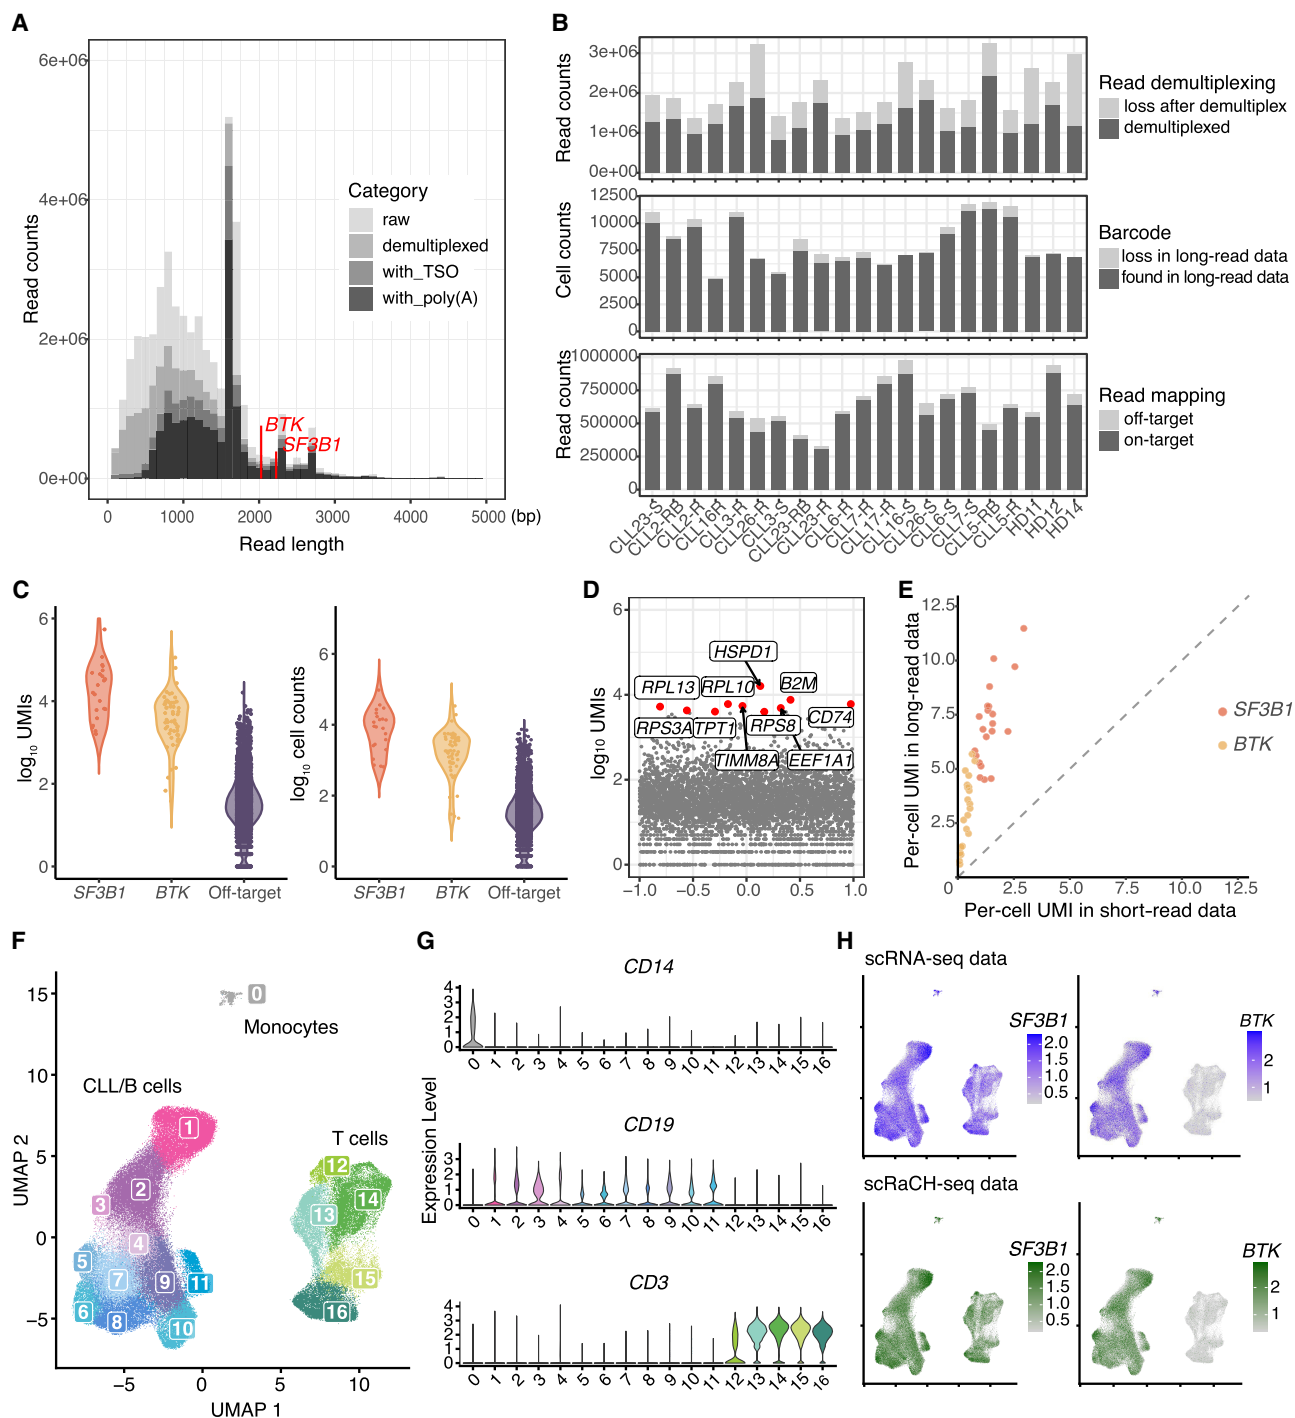 A
6e+06
4e+06
2e+06
0e+00
Read counts
Category
raw
demultiplexed
with_TSO
with_poly(A)
BTK
SF3B1
0
1000
2000
3000
4000
5000
(bp)
Read length
B
3e+06
2e+06
1e+06
0e+00
Read counts
Read demultiplexing
loss after demultiplex
demultiplexed
12500
10000
7500
5000
2500
0
Cell counts
Barcode
loss in long-read data
found in long-read data
1000000
750000
500000
250000
0
Read counts
Read mapping
off-target
on-target
CLL23-S
CLL2-RB
CLL2-R
CLL16R
CLL3-R
CLL26-R
CLL3-S
CLL23-RB
CLL23-R
CLL6-R
CLL7-R
CLL17-R
CLL16-S
CLL26-S
CLL6-S
CLL7-S
CLL5-RB
CLL5-R
HD11
HD12
HD14
C
log10 UMIs
6
4
2
0
SF3B1
BTK
Off-target
log10 cell counts
6
4
2
0
SF3B1
BTK
Off-target
D
log10 UMIs
6
4
2
0
HSPD1
RPL13
RPL10
B2M
RPS3A
TPT1
RPS8
CD74
TIMM8A
EEF1A1
−1.0
−0.5
0.0
0.5
1.0
E
Per-cell UMI in long-read data
12.5
10.0
7.5
5.0
2.5
0
2.5
5.0
7.5
10.0
12.5
Per-cell UMI in short-read data
SF3B1
BTK
F
15
10
5
0
−5
UMAP 2
0
Monocytes
CLL/B cells
T cells
1
2
3
4
5
6
7
8
9
10
11
12
13
14
15
16
−5
0
5
10
UMAP 1
G
Expression Level
CD14
4
3
2
1
0
0 1 2 3 4 5 6 7 8 9 10 11 12 13 14 15 16
CD19
3
2
1
0
0 1 2 3 4 5 6 7 8 9 10 11 12 13 14 15 16
CD3
4
3
2
1
0
0 1 2 3 4 5 6 7 8 9 10 11 12 13 14 15 16
H
scRNA-seq data
SF3B1
2.0
1.5
1.0
0.5
BTK
2
1
scRaCH-seq data
SF3B1
2.0
1.5
1.0
0.5
BTK
2
1